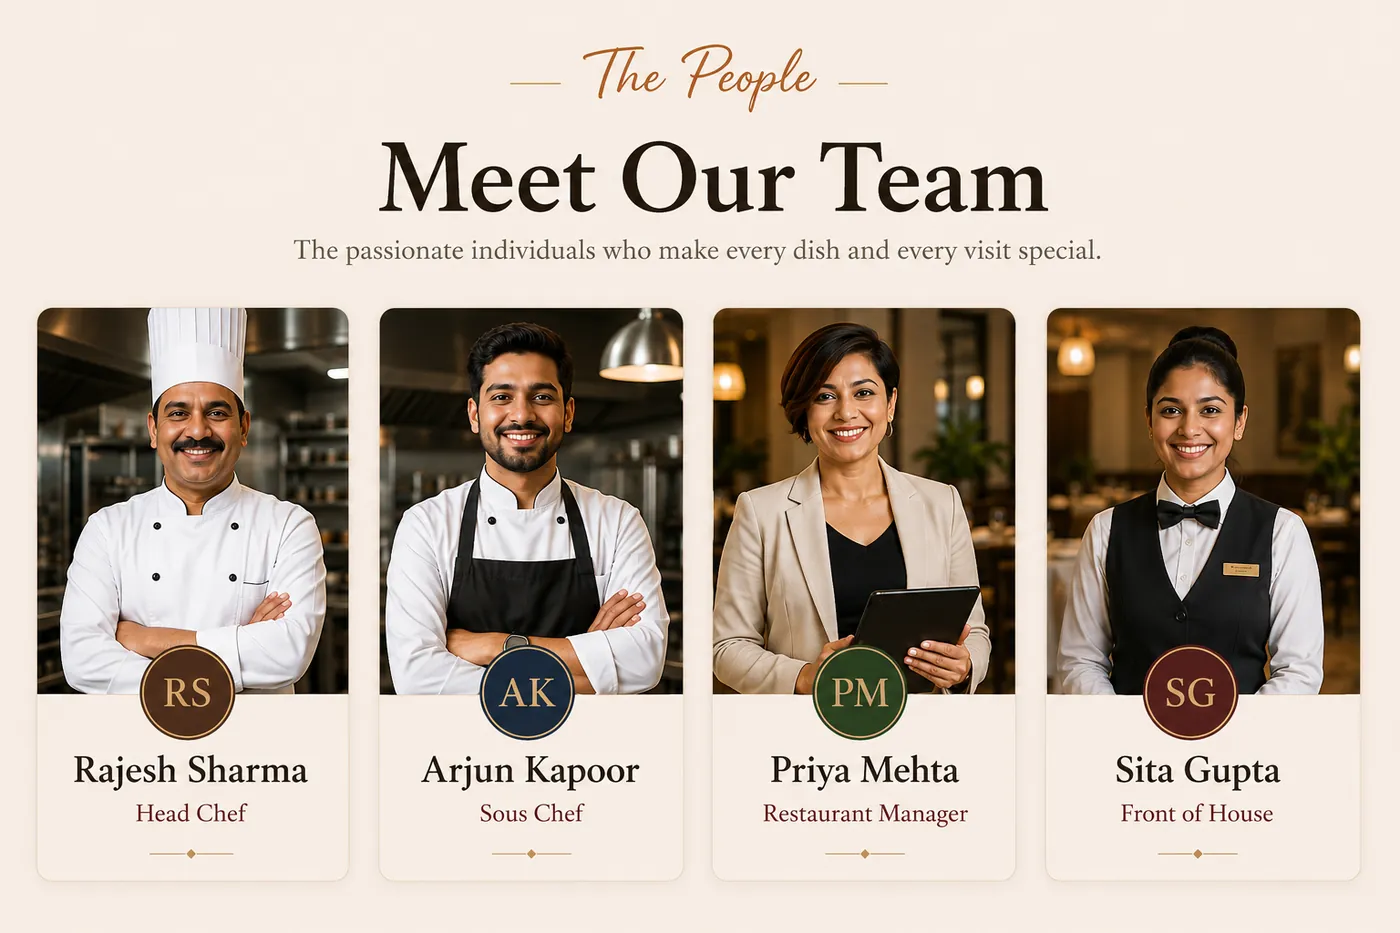 The People
Meet Our Team
The passionate individuals who make every dish and every visit special.
RS
Rajesh Sharma
Head Chef
AK
Arjun Kapoor
Sous Chef
PM
Priya Mehta
Restaurant Manager
SG
Sita Gupta
Front of House